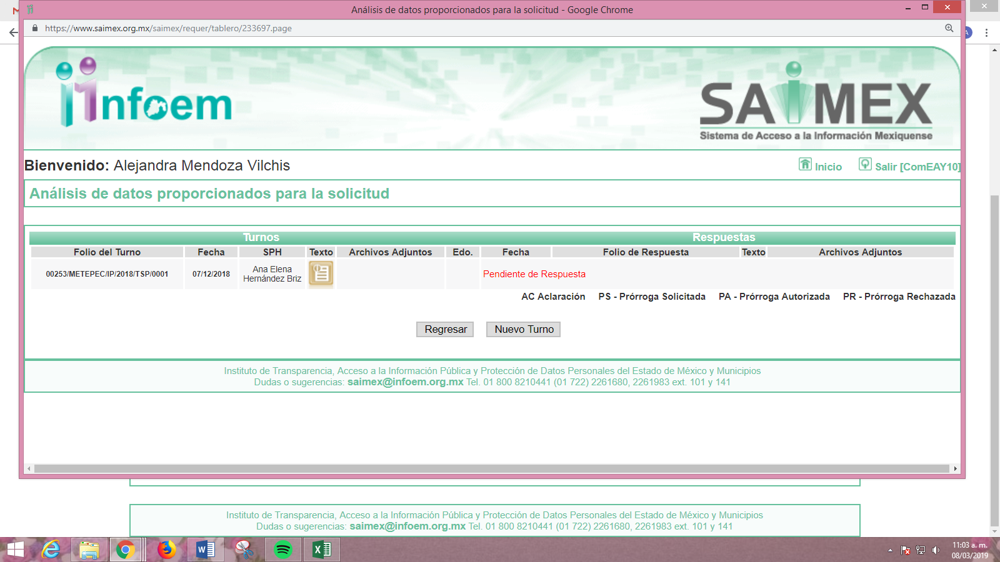 Análisis de datos proporcionados para la solicitud - Google Chrome
https://www.saimex.org.mx/saimex/requer/tablero/233697.page
infoem
SAIMEX
Sistema de Acceso a la Información Mexiquense
Bienvenido: Alejandra Mendoza Vilchis
Inicio
Salir [ComEAY10]
Análisis de datos proporcionados para la solicitud
Turnos Respuestas
Folio del Turno Fecha SPH Texto Archivos Adjuntos Edo. Fecha Folio de Respuesta Texto Archivos Adjuntos
00253/METEPEC/IP/2018/TSP/0001 07/12/2018 Ana Elena Hernández Briz Pendiente de Respuesta
AC Aclaración PS - Prórroga Solicitada PA - Prórroga Autorizada PR - Prórroga Rechazada
Regresar Nuevo Turno
Instituto de Transparencia, Acceso a la Información Pública y Protección de Datos Personales del Estado de México y Municipios
Dudas o sugerencias: saimex@infoem.org.mx Tel. 01 800 8210441 (01 722) 2261680, 2261983 ext. 101 y 141
Instituto de Transparencia, Acceso a la Información Pública y Protección de Datos Personales del Estado de México y Municipios
Dudas o sugerencias: saimex@infoem.org.mx Tel. 01 800 8210441 (01 722) 2261680, 2261983 ext. 101 y 141
11:03 a. m.
08/03/2019